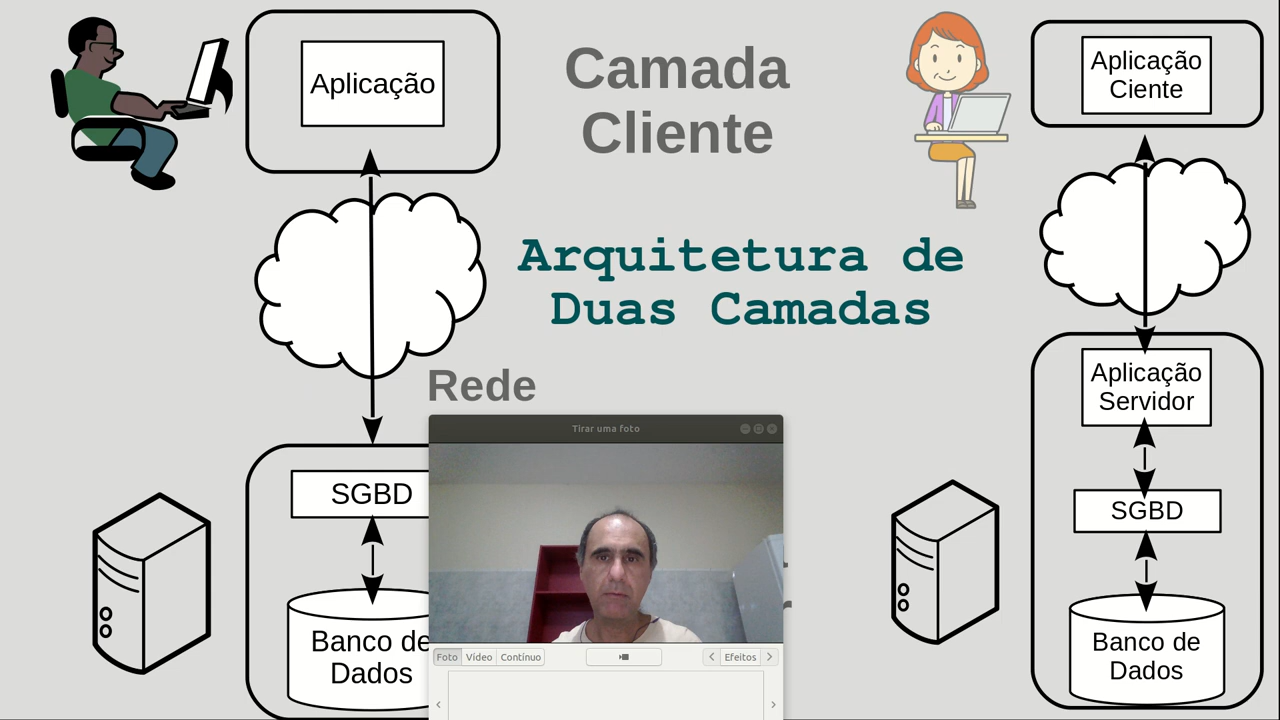 Aplicação
Camada
Cliente
Aplicação
Ciente
Arquitetura de
Duas Camadas
Rede
Aplicação
Servidor
Tirar uma foto
SGBD
SGBD
Banco de
Dados
Banco de
Dados
Foto Vídeo Contínuo Efeitos